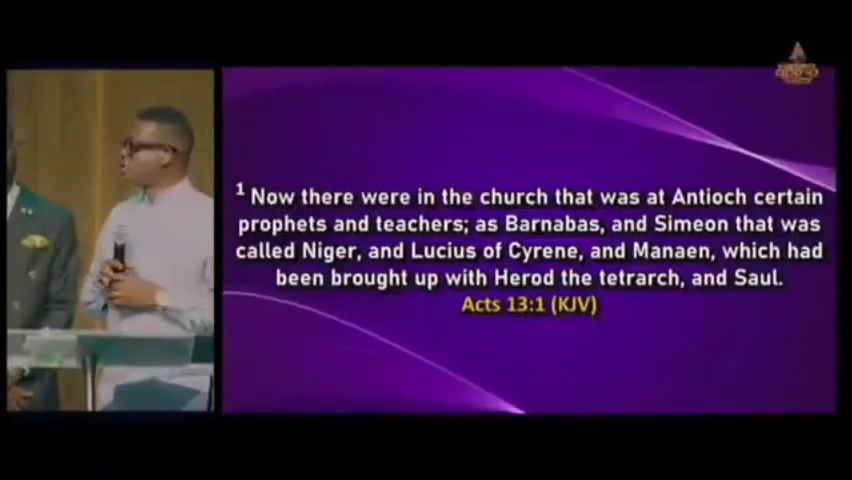 1 Now there were in the church that was at Antioch certain
prophets and teachers; as Barnabas, and Simeon that was
called Niger, and Lucius of Cyrene, and Manaen, which had
been brought up with Herod the tetrarch, and Saul.
Acts 13:1 (KJV)